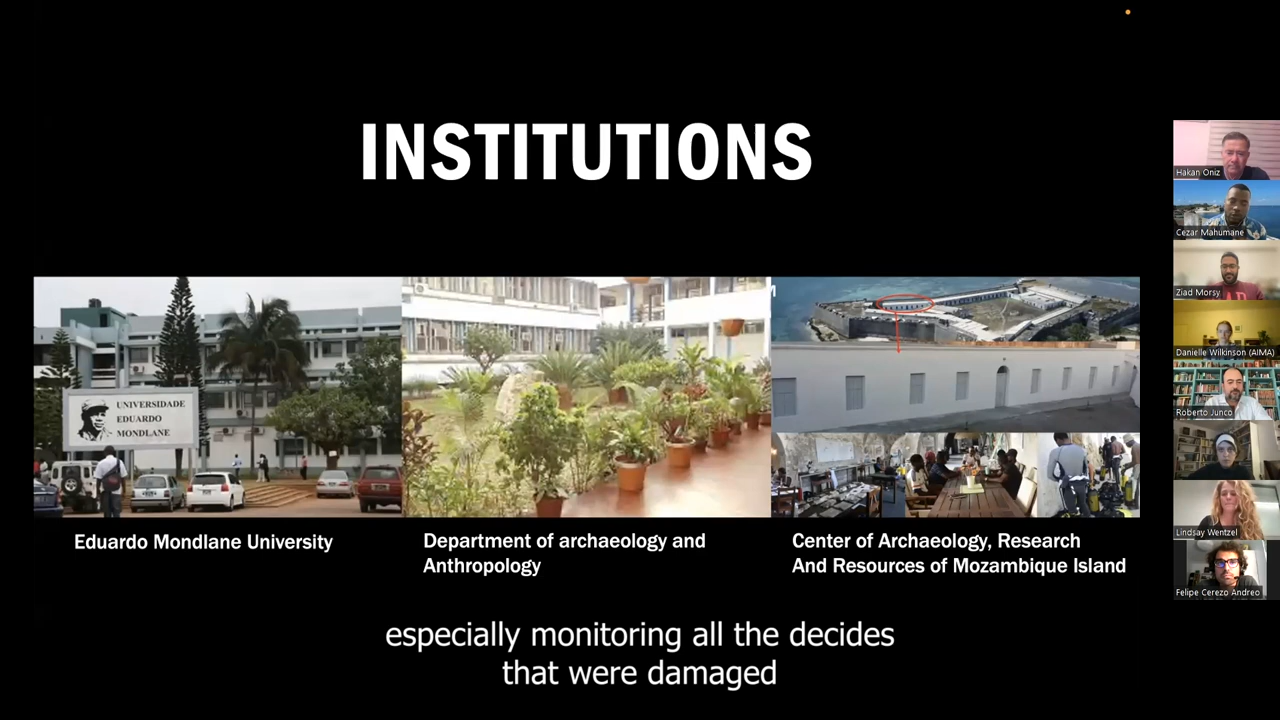 INSTITUTIONS
UNIVERSIDADE
EDUARDO
MONDLANE
Eduardo Mondlane University
Department of archaeology and
Anthropology
Center of Archaeology, Research
And Resources of Mozambique Island
especially monitoring all the decides
that were damaged
Hakan Oniz
Cezar Mahumane
Ziad Morsy
Danielle Wilkinson (AIMA)
Roberto Junco
Lindsay Wentzel
Felipe Cerezo Andreo